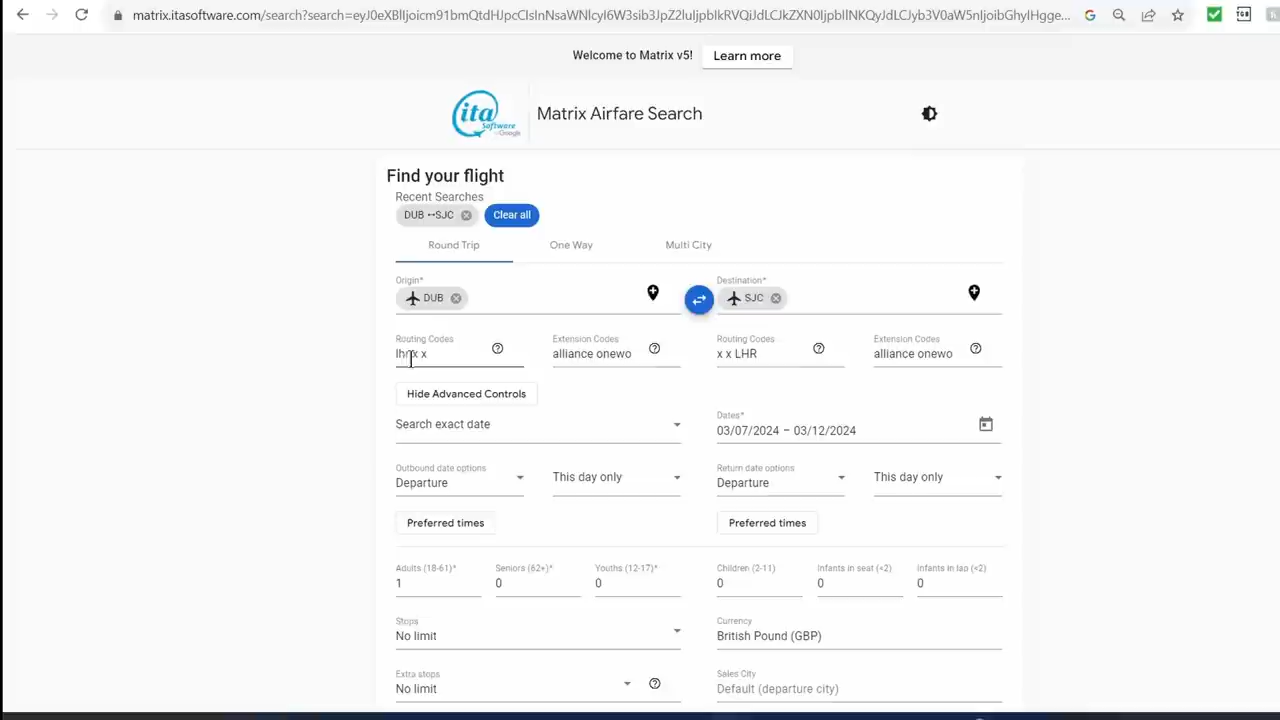 matrix.itasoftware.com/search?search=eyJ0eXBlIjoicm91bmQtdHJpcCIsInNsaWNlcyI6W3sib3JpZ2luIjpbIkRVQiJdLCJkZXN0IjpbIlNKQyJdLCJyb3V0aW5nIjoibGhyIHgge...
Welcome to Matrix v5! Learn more
ita
Software
by Google
Matrix Airfare Search
Find your flight
Recent Searches
DUB ↔SJC Clear all
Round Trip One Way Multi City
Origin* Destination*
DUB SJC
Routing Codes Extension Codes Routing Codes Extension Codes
x alliance onewo x x LHR alliance onewo
Hide Advanced Controls
Dates*
Search exact date 03/07/2024 – 03/12/2024
Outbound date options Return date options
Departure This day only Departure This day only
Preferred times Preferred times
Adults (18-61)* Seniors (62+)* Youths (12-17)* Children (2-11) Infants in seat (<2) Infants in lap (<2)
1 0 0 0 0 0
Stops Currency
No limit British Pound (GBP)
Extra stops Sales City
No limit Default (departure city)